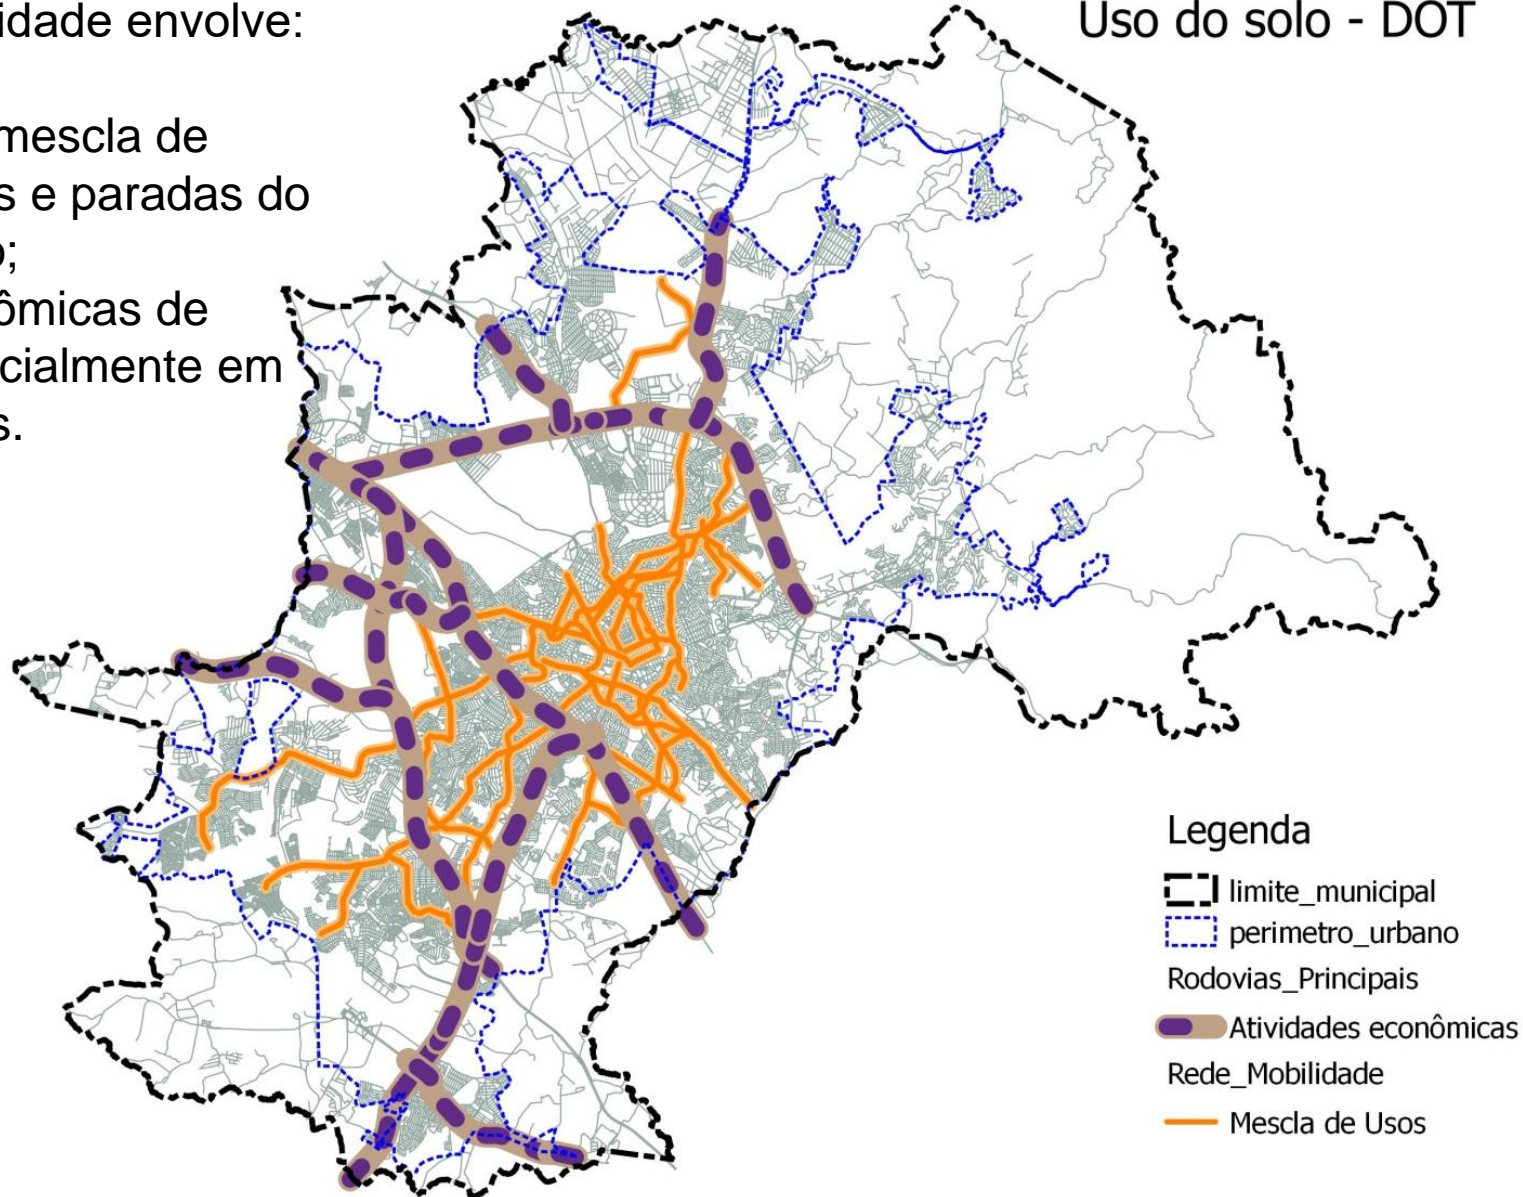 idade envolve:
Uso do solo - DOT
mescla de
s e paradas do
o;
ômicas de
cialmente em
s.
Legenda
limite_municipal
perimetro_urbano
Rodovias_Principais
Atividades econômicas
Rede_Mobilidade
Mescla de Usos